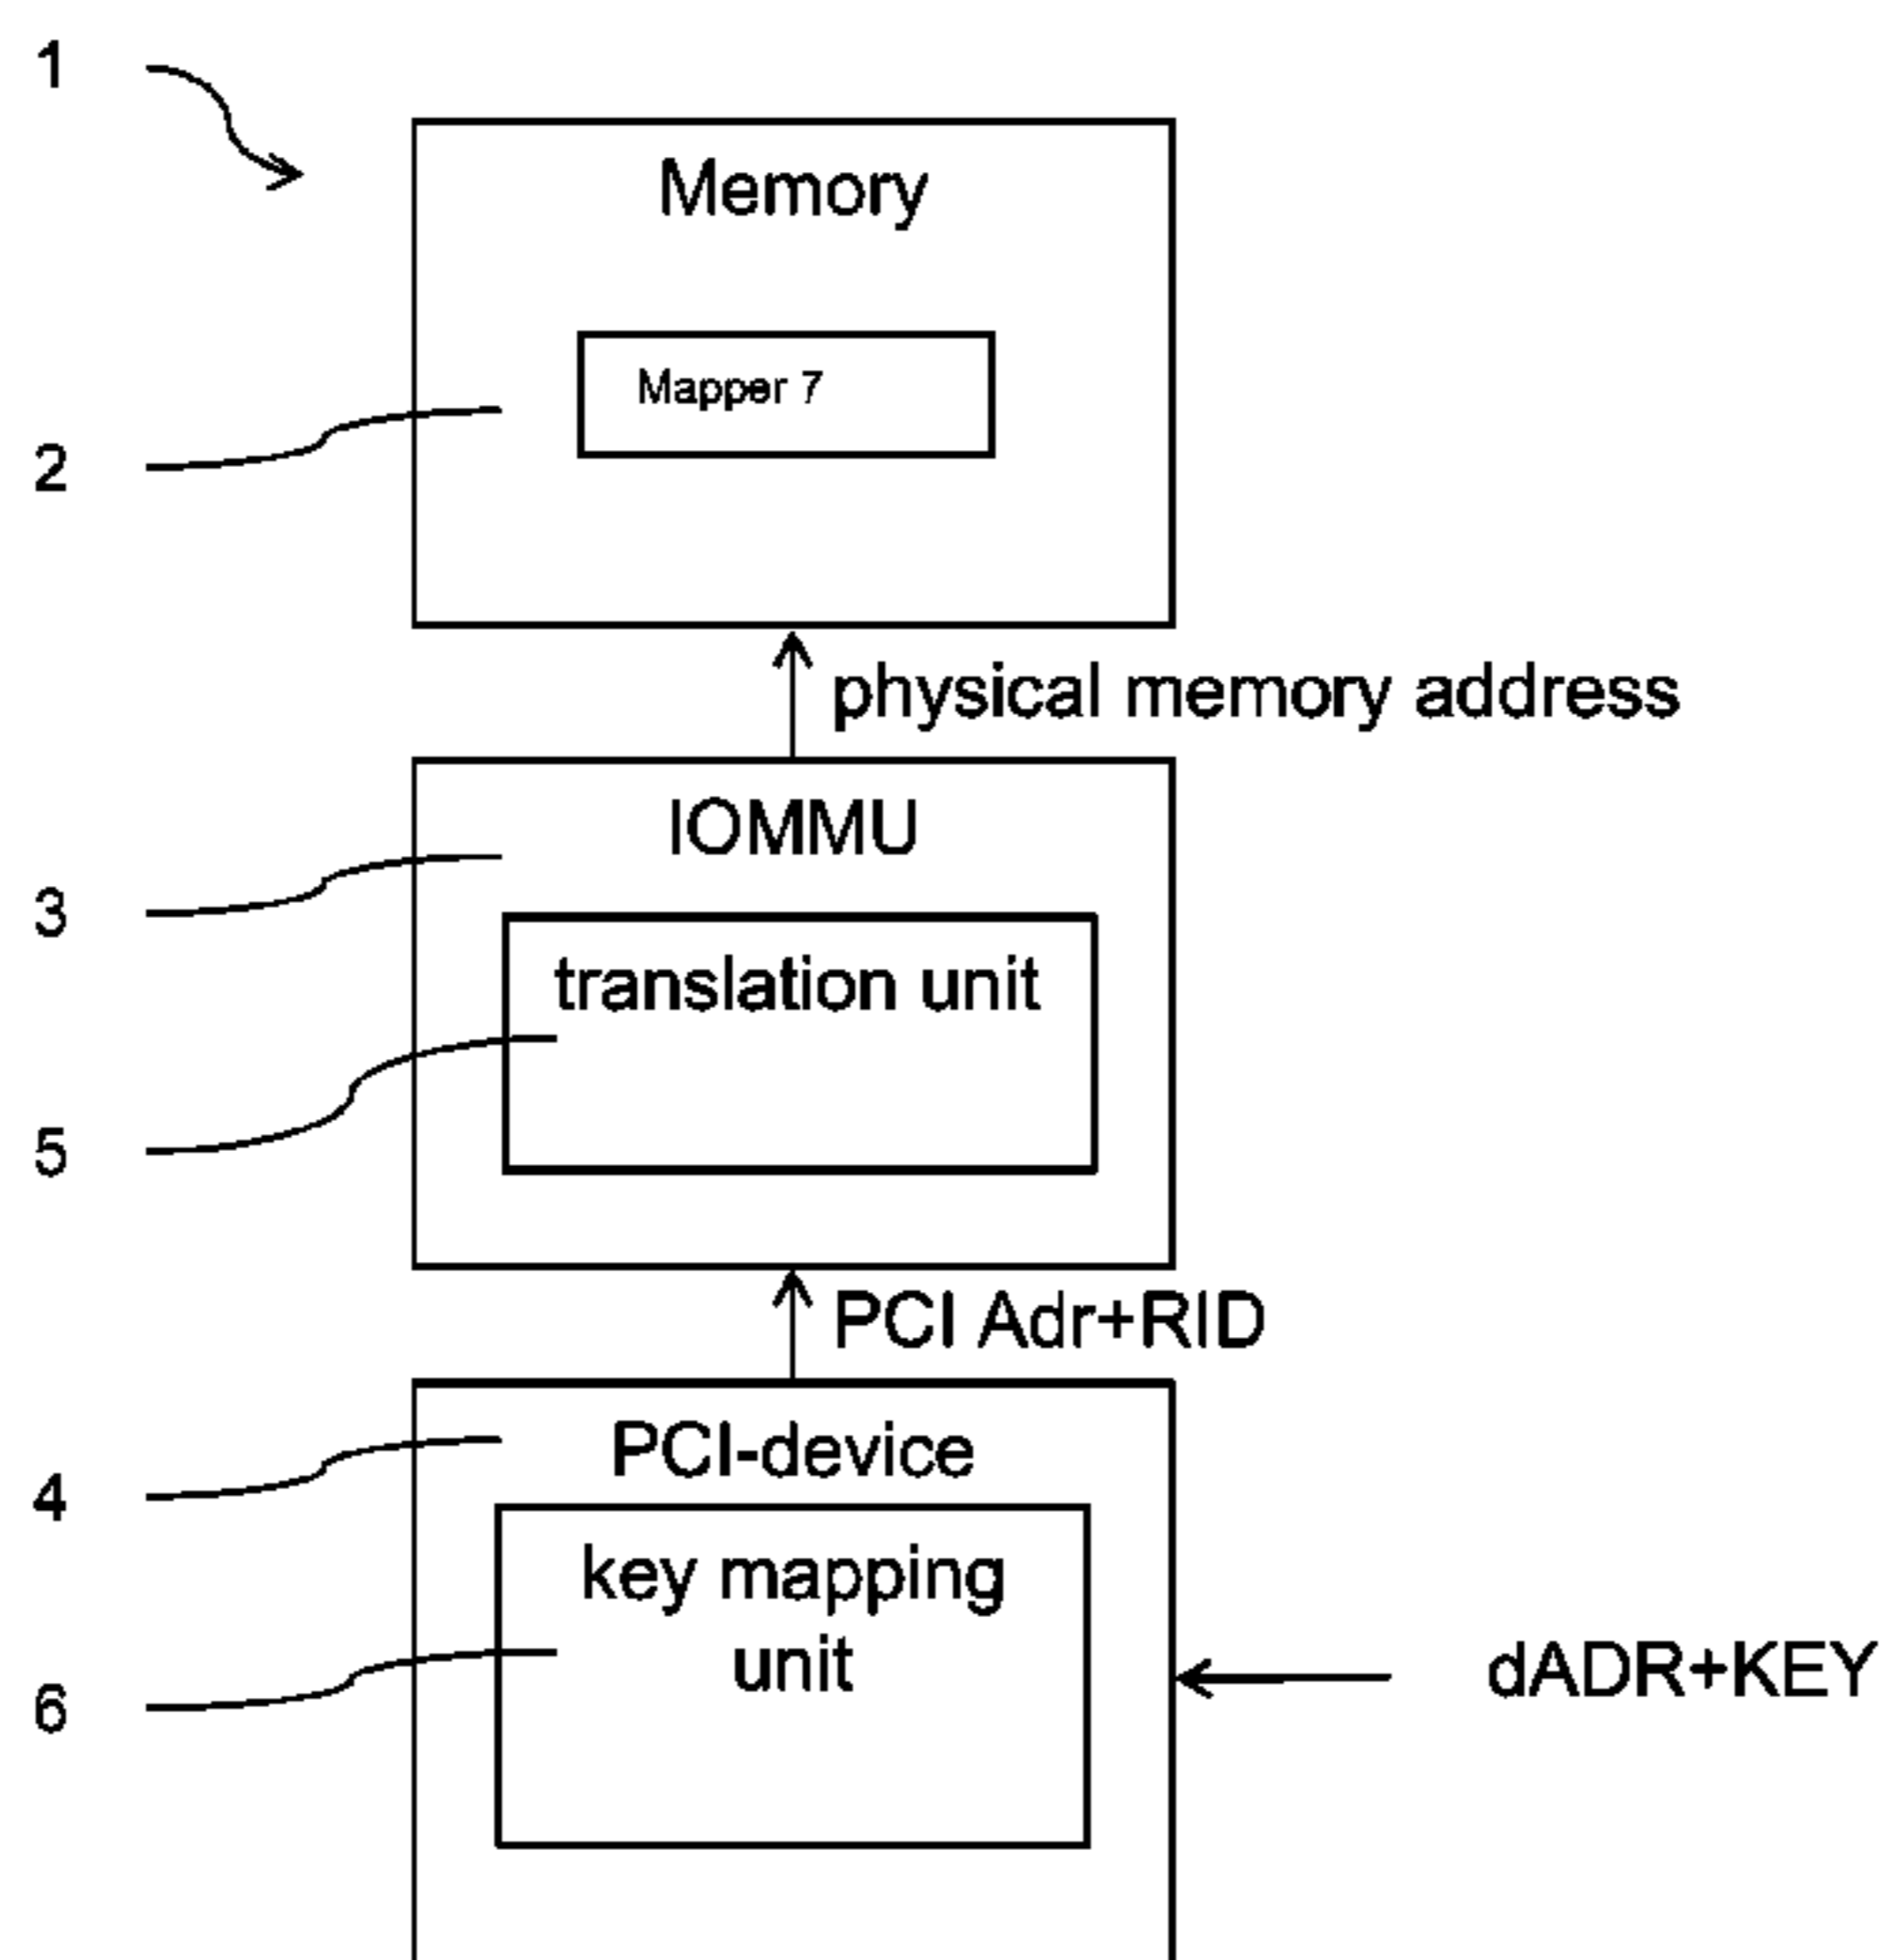 1
Memory
Mapper 7
2
physical memory address
IOMMU
3
translation unit
5
PCI Adr+RID
PCI-device
4
key mapping
unit
dADR+KEY
6